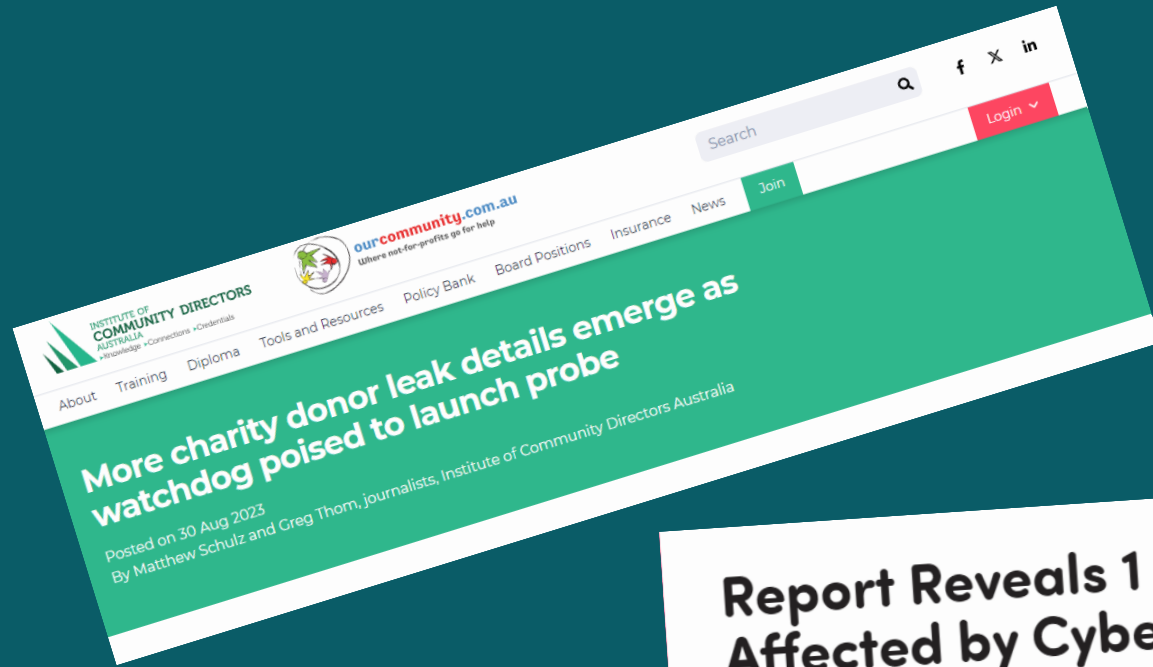 Search
Login
INSTITUTE OF
COMMUNITY DIRECTORS
AUSTRALIA
»Knowledge »Connections »Credentials
ourcommunity.com.au
Where not-for-profits go for help
About Training Diploma Tools and Resources Policy Bank Board Positions Insurance News Join
More charity donor leak details emerge as
watchdog poised to launch probe
Posted on 30 Aug 2023
By Matthew Schulz and Greg Thom, journalists, Institute of Community Directors Australia
Report Reveals 1
Affected by Cybe